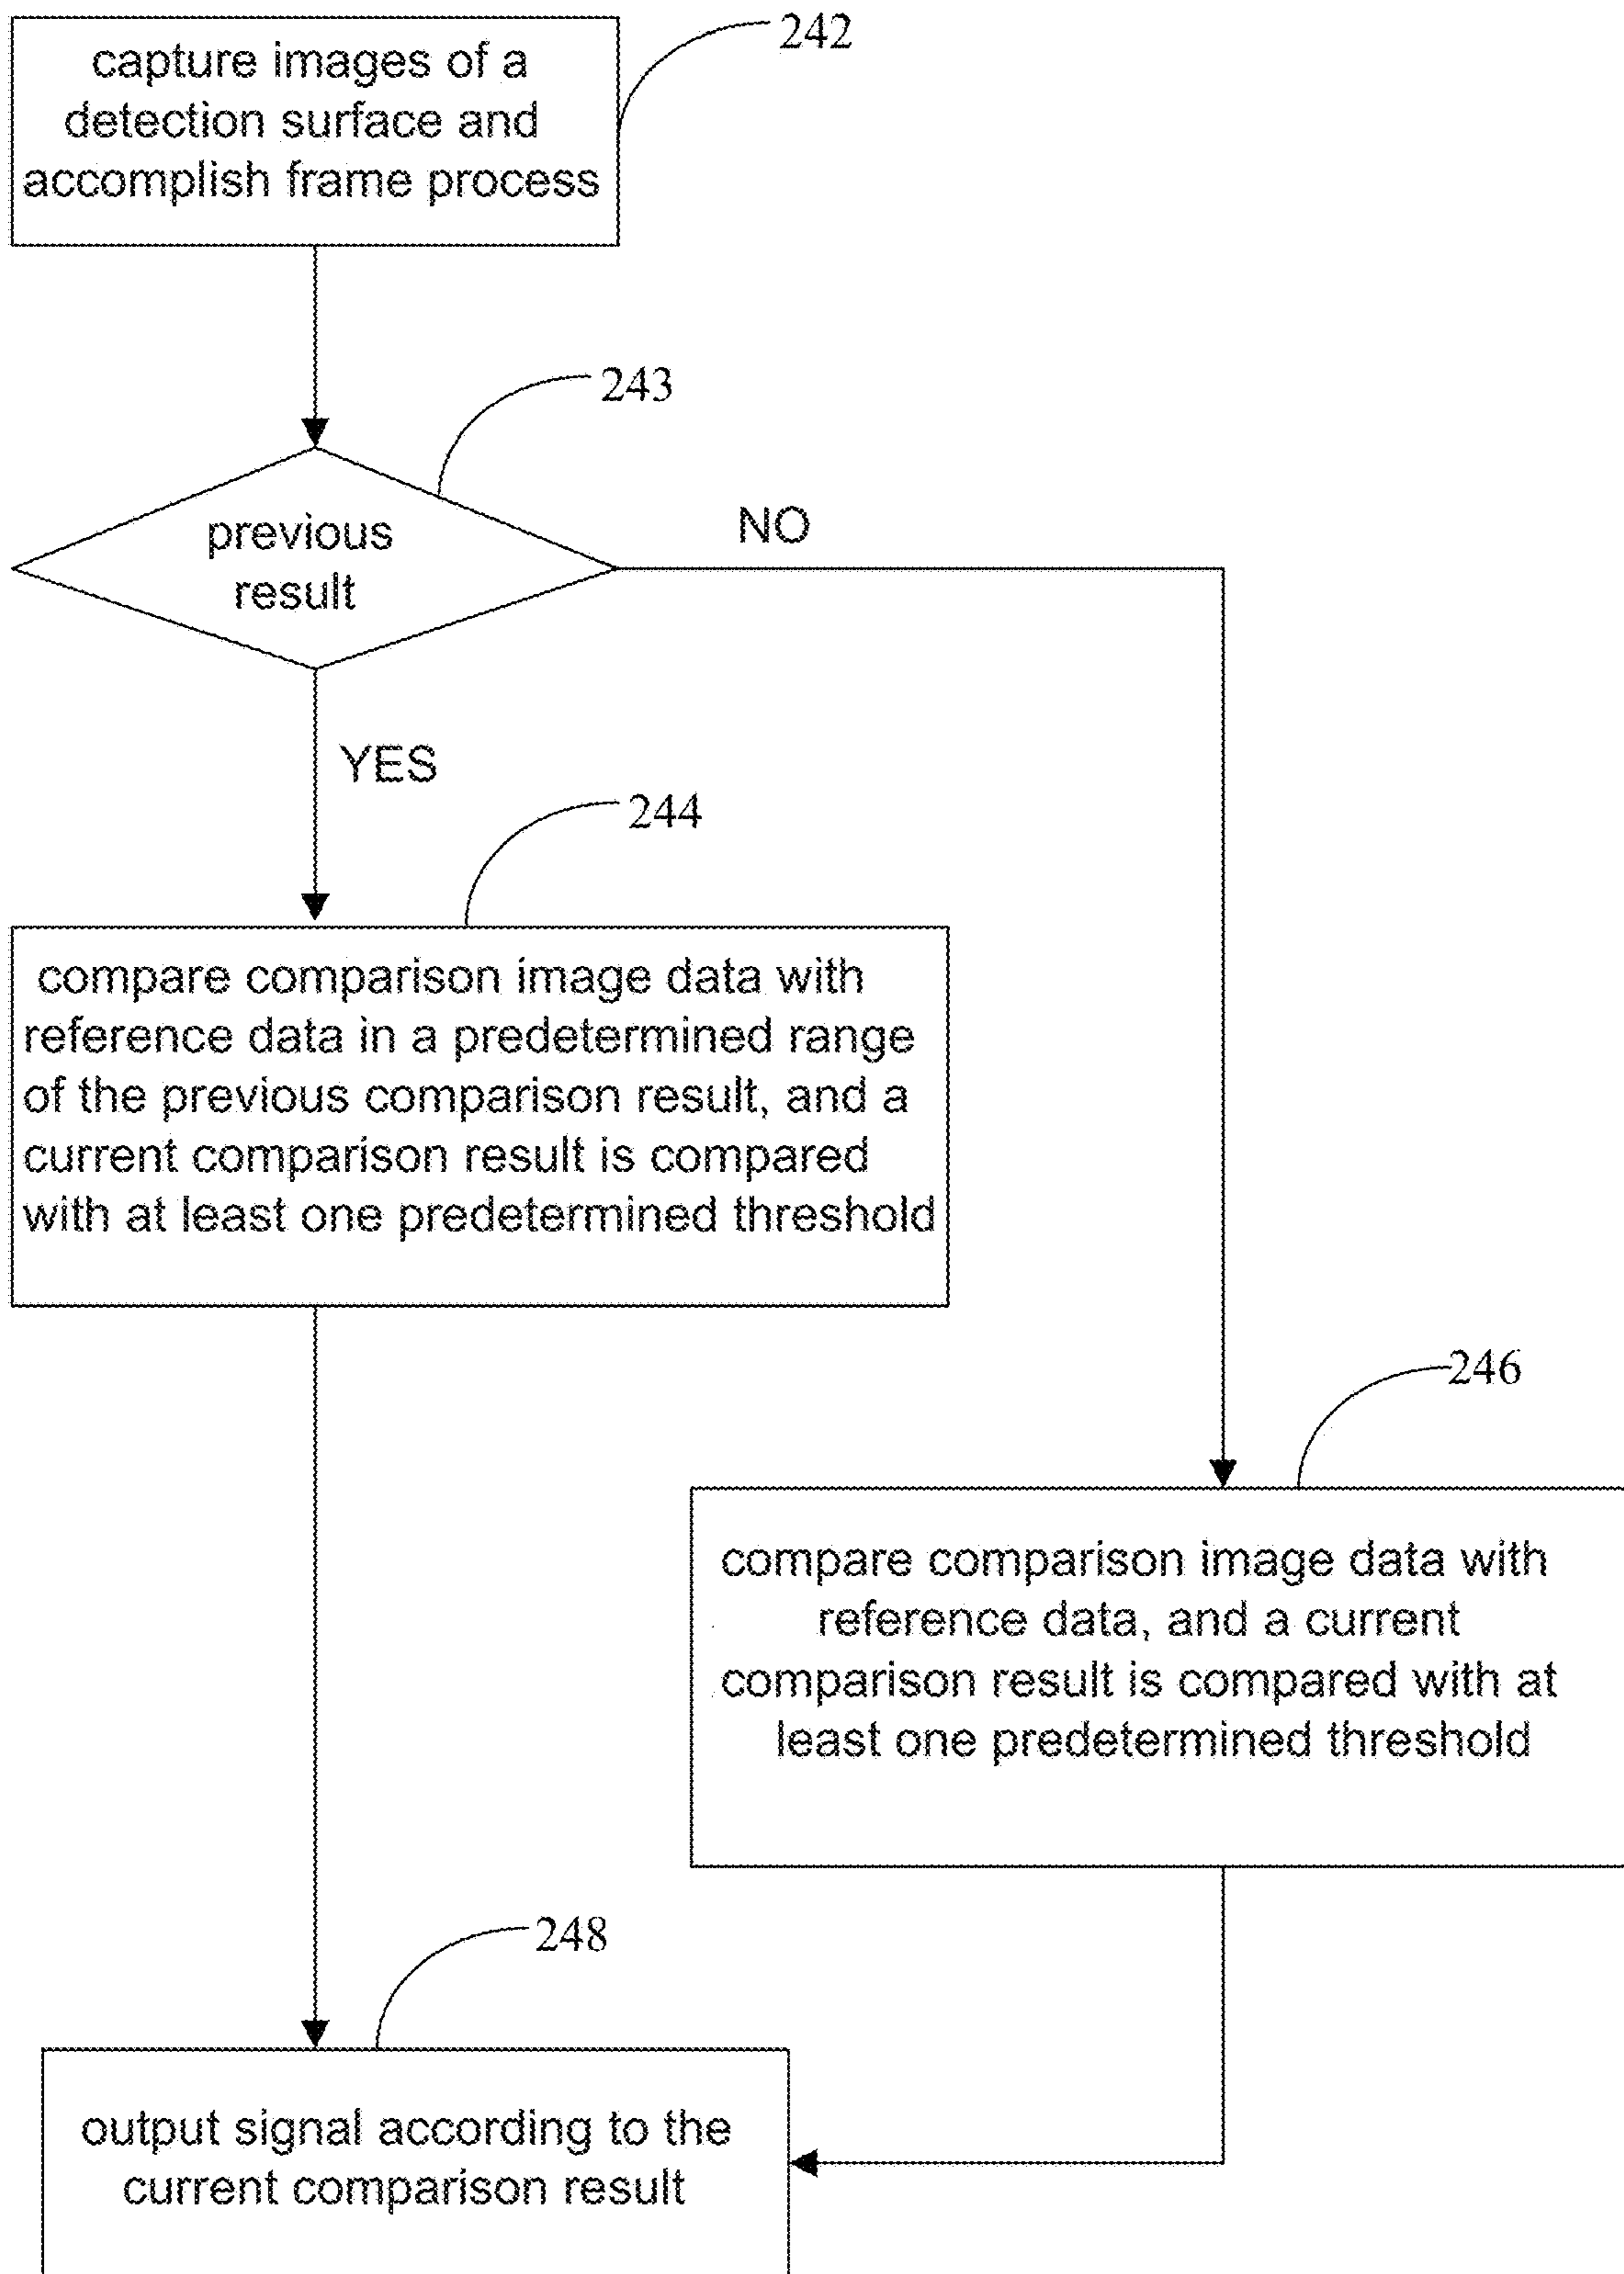 242
capture images of a
detection surface and
accomplish frame process
243
previous
result
NO
YES
244
compare comparison image data with
reference data in a predetermined range
of the previous comparison result, and a
current comparison result is compared
with at least one predetermined threshold
246
compare comparison image data with
reference data, and a current
comparison result is compared with at
least one predetermined threshold
248
output signal according to the
current comparison result